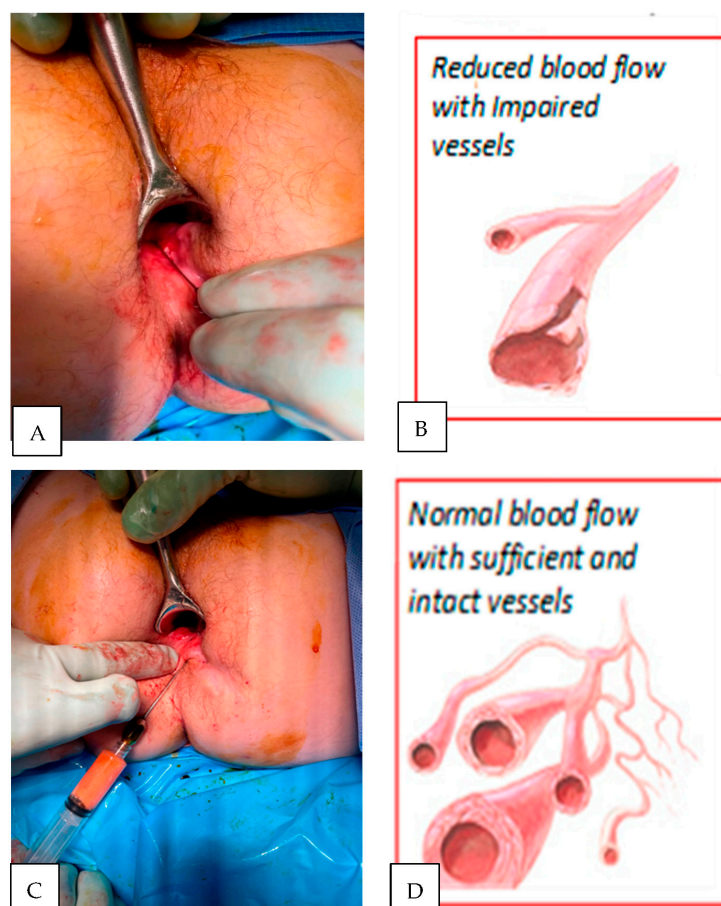 Reduced blood flow
with Impaired
vessels
A
B
Normal blood flow
with sufficient and
intact vessels
C
D